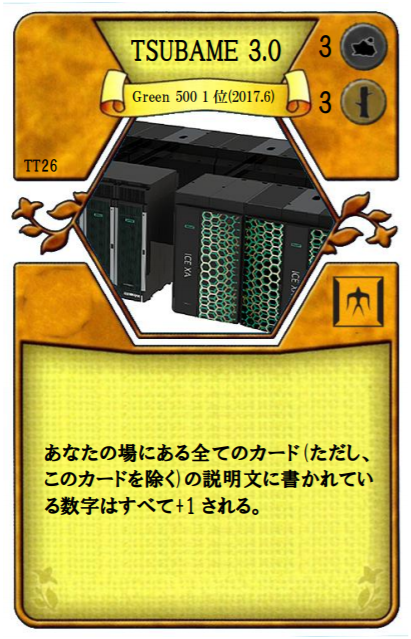 TSUBAME 3.0
3
Green 500 1 位(2017.6)
3
TT26
ICE XA
ICE XA
あなたの場にある全てのカード(ただし、
このカードを除く)の説明文に書かれてい
る数字はすべて+1 される。